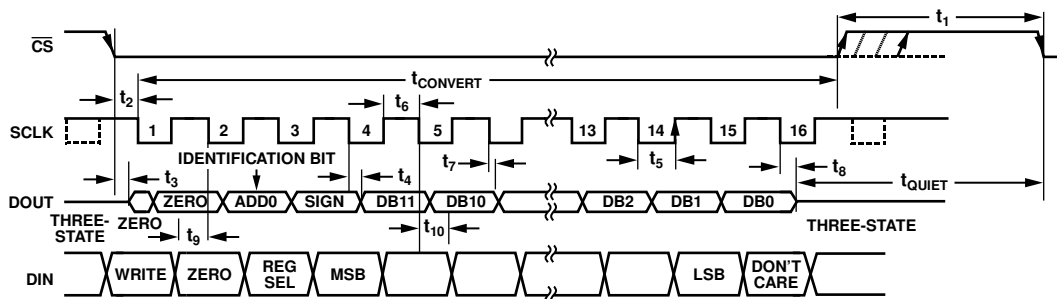 t1
CS
tCONVERT
t2
t6
SCLK
1 2 3 4 5 13 14 15 16
IDENTIFICATION BIT
t7
t5
t8
t3
t4
tQUIET
DOUT
ZERO ADD0 SIGN DB11 DB10 DB2 DB1 DB0
THREE-STATE
ZERO
t9
t10
THREE-STATE
DIN
WRITE ZERO REG SEL MSB LSB DON'T CARE